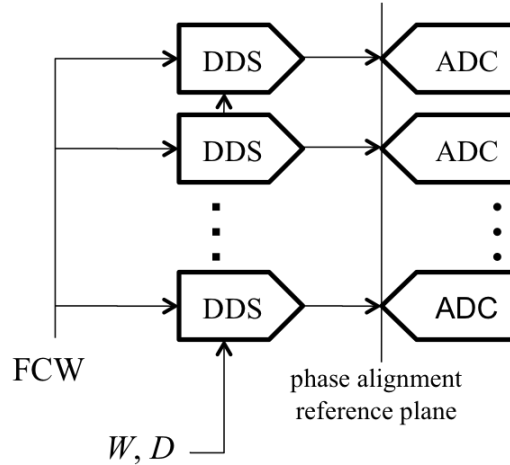 DDS ADC
DDS ADC
DDS ADC
FCW
phase alignment
reference plane
W, D